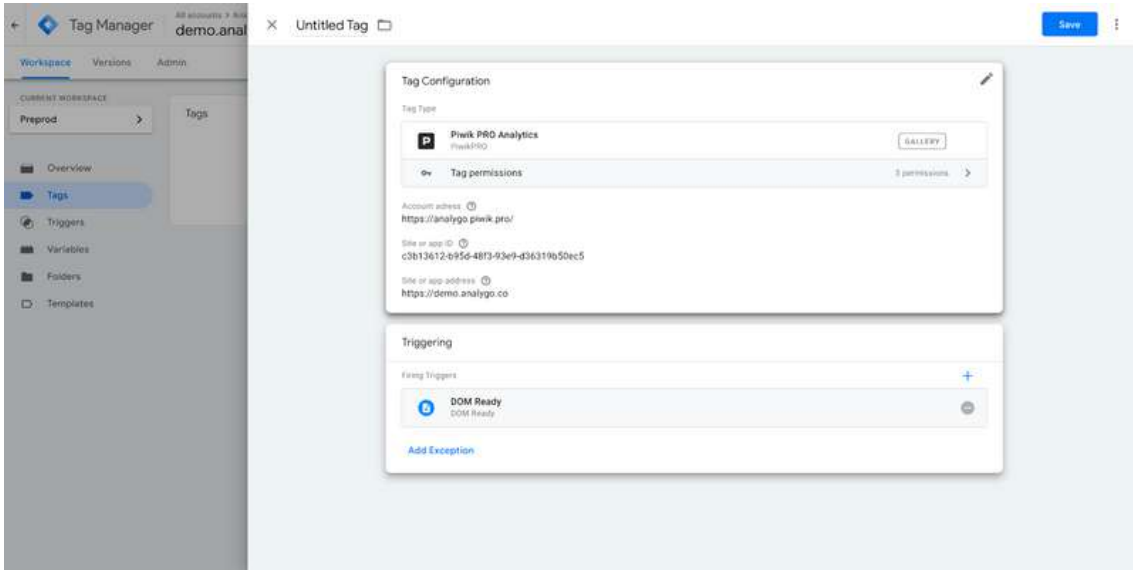 Tag Manager
All accounts >
demo.anal
Untitled Tag
Save
Workspace Versions Admin
CURRENT WORKSPACE
Preprod
Tags
Overview
Tags
Triggers
Variables
Folders
Templates
Tag Configuration
Tag Type
Piwik PRO Analytics
PiwikPRO
GALLERY
Tag permissions
3 permissions
Account adress
https://analygo.piwik.pro/
Site or app ID
c3b13612-b95d-48f3-93e9-d36319b50ec5
Site or app address
https://demo.analygo.co
Triggering
Firing Triggers
DOM Ready
DOM Ready
Add Exception